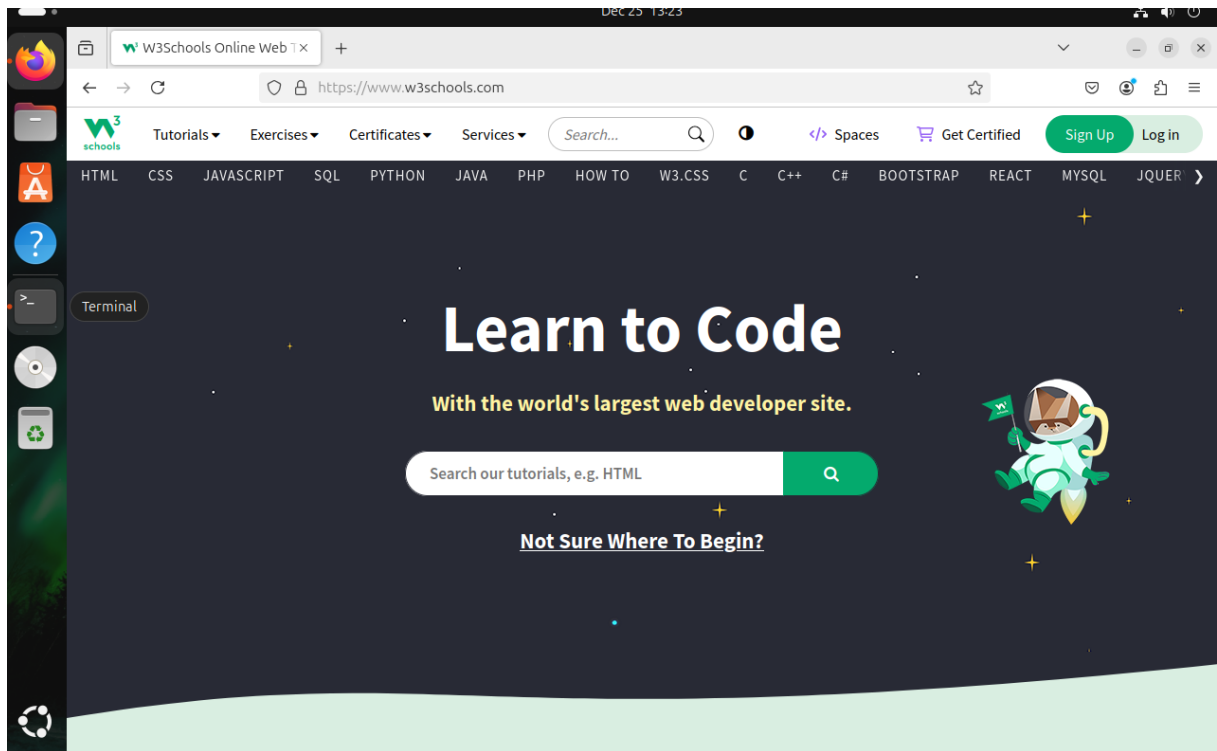 Dec 25 13:23
W3Schools Online Web T
https://www.w3schools.com
W3 schools Tutorials Exercises Certificates Services Search... </> Spaces Get Certified Sign Up Log in
HTML CSS JAVASCRIPT SQL PYTHON JAVA PHP HOW TO W3.CSS C C++ C# BOOTSTRAP REACT MYSQL JQUERY
Terminal
Learn to Code
With the world's largest web developer site.
Search our tutorials, e.g. HTML
Not Sure Where To Begin?